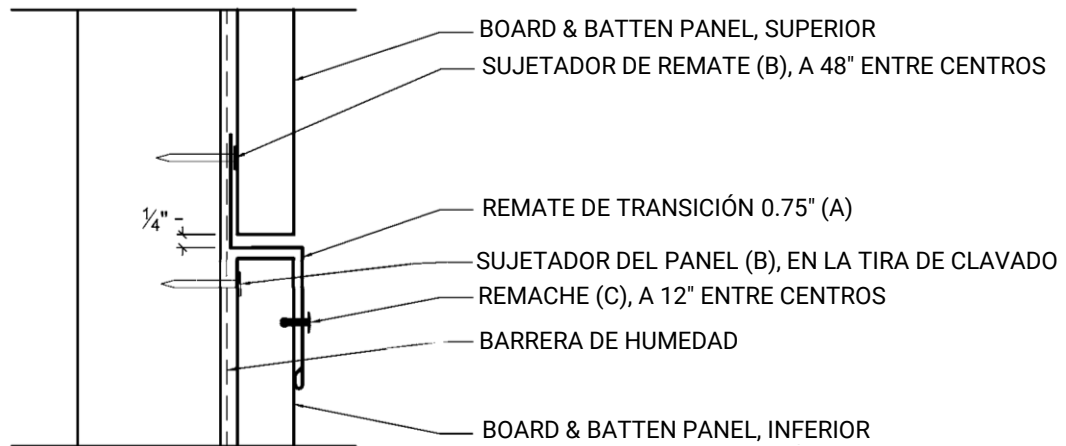 BOARD & BATTEN PANEL, SUPERIOR
SUJETADOR DE REMATE (B), A 48" ENTRE CENTROS
¼"
REMATE DE TRANSICIÓN 0.75" (A)
SUJETADOR DEL PANEL (B), EN LA TIRA DE CLAVADO
REMACHE (C), A 12" ENTRE CENTROS
BARRERA DE HUMEDAD
BOARD & BATTEN PANEL, INFERIOR